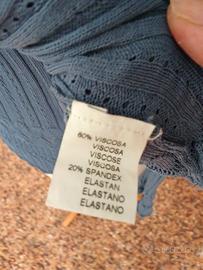 80% VISCOSA
VISCOSA
VISCOSE
VISCOSA
20% SPANDEX
ELASTAN
ELASTANO
ELASTANO